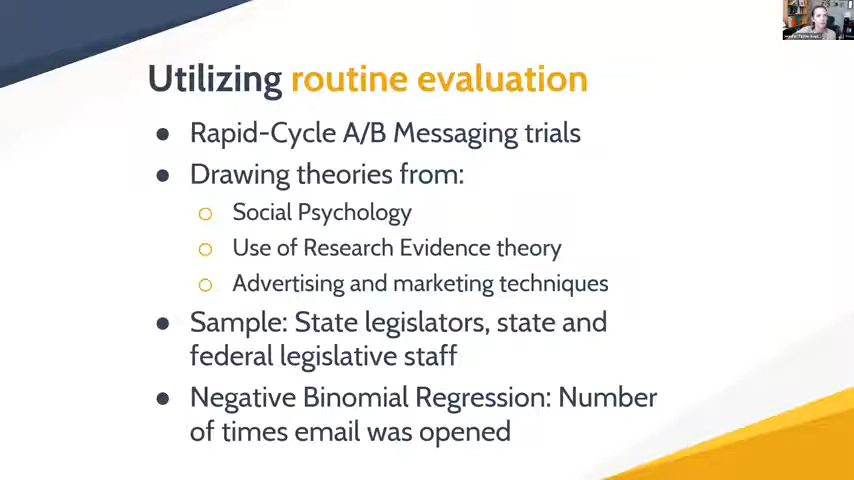 Utilizing routine evaluation
● Rapid-Cycle A/B Messaging trials
● Drawing theories from:
○ Social Psychology
○ Use of Research Evidence theory
○ Advertising and marketing techniques
● Sample: State legislators, state and
federal legislative staff
● Negative Binomial Regression: Number
of times email was opened